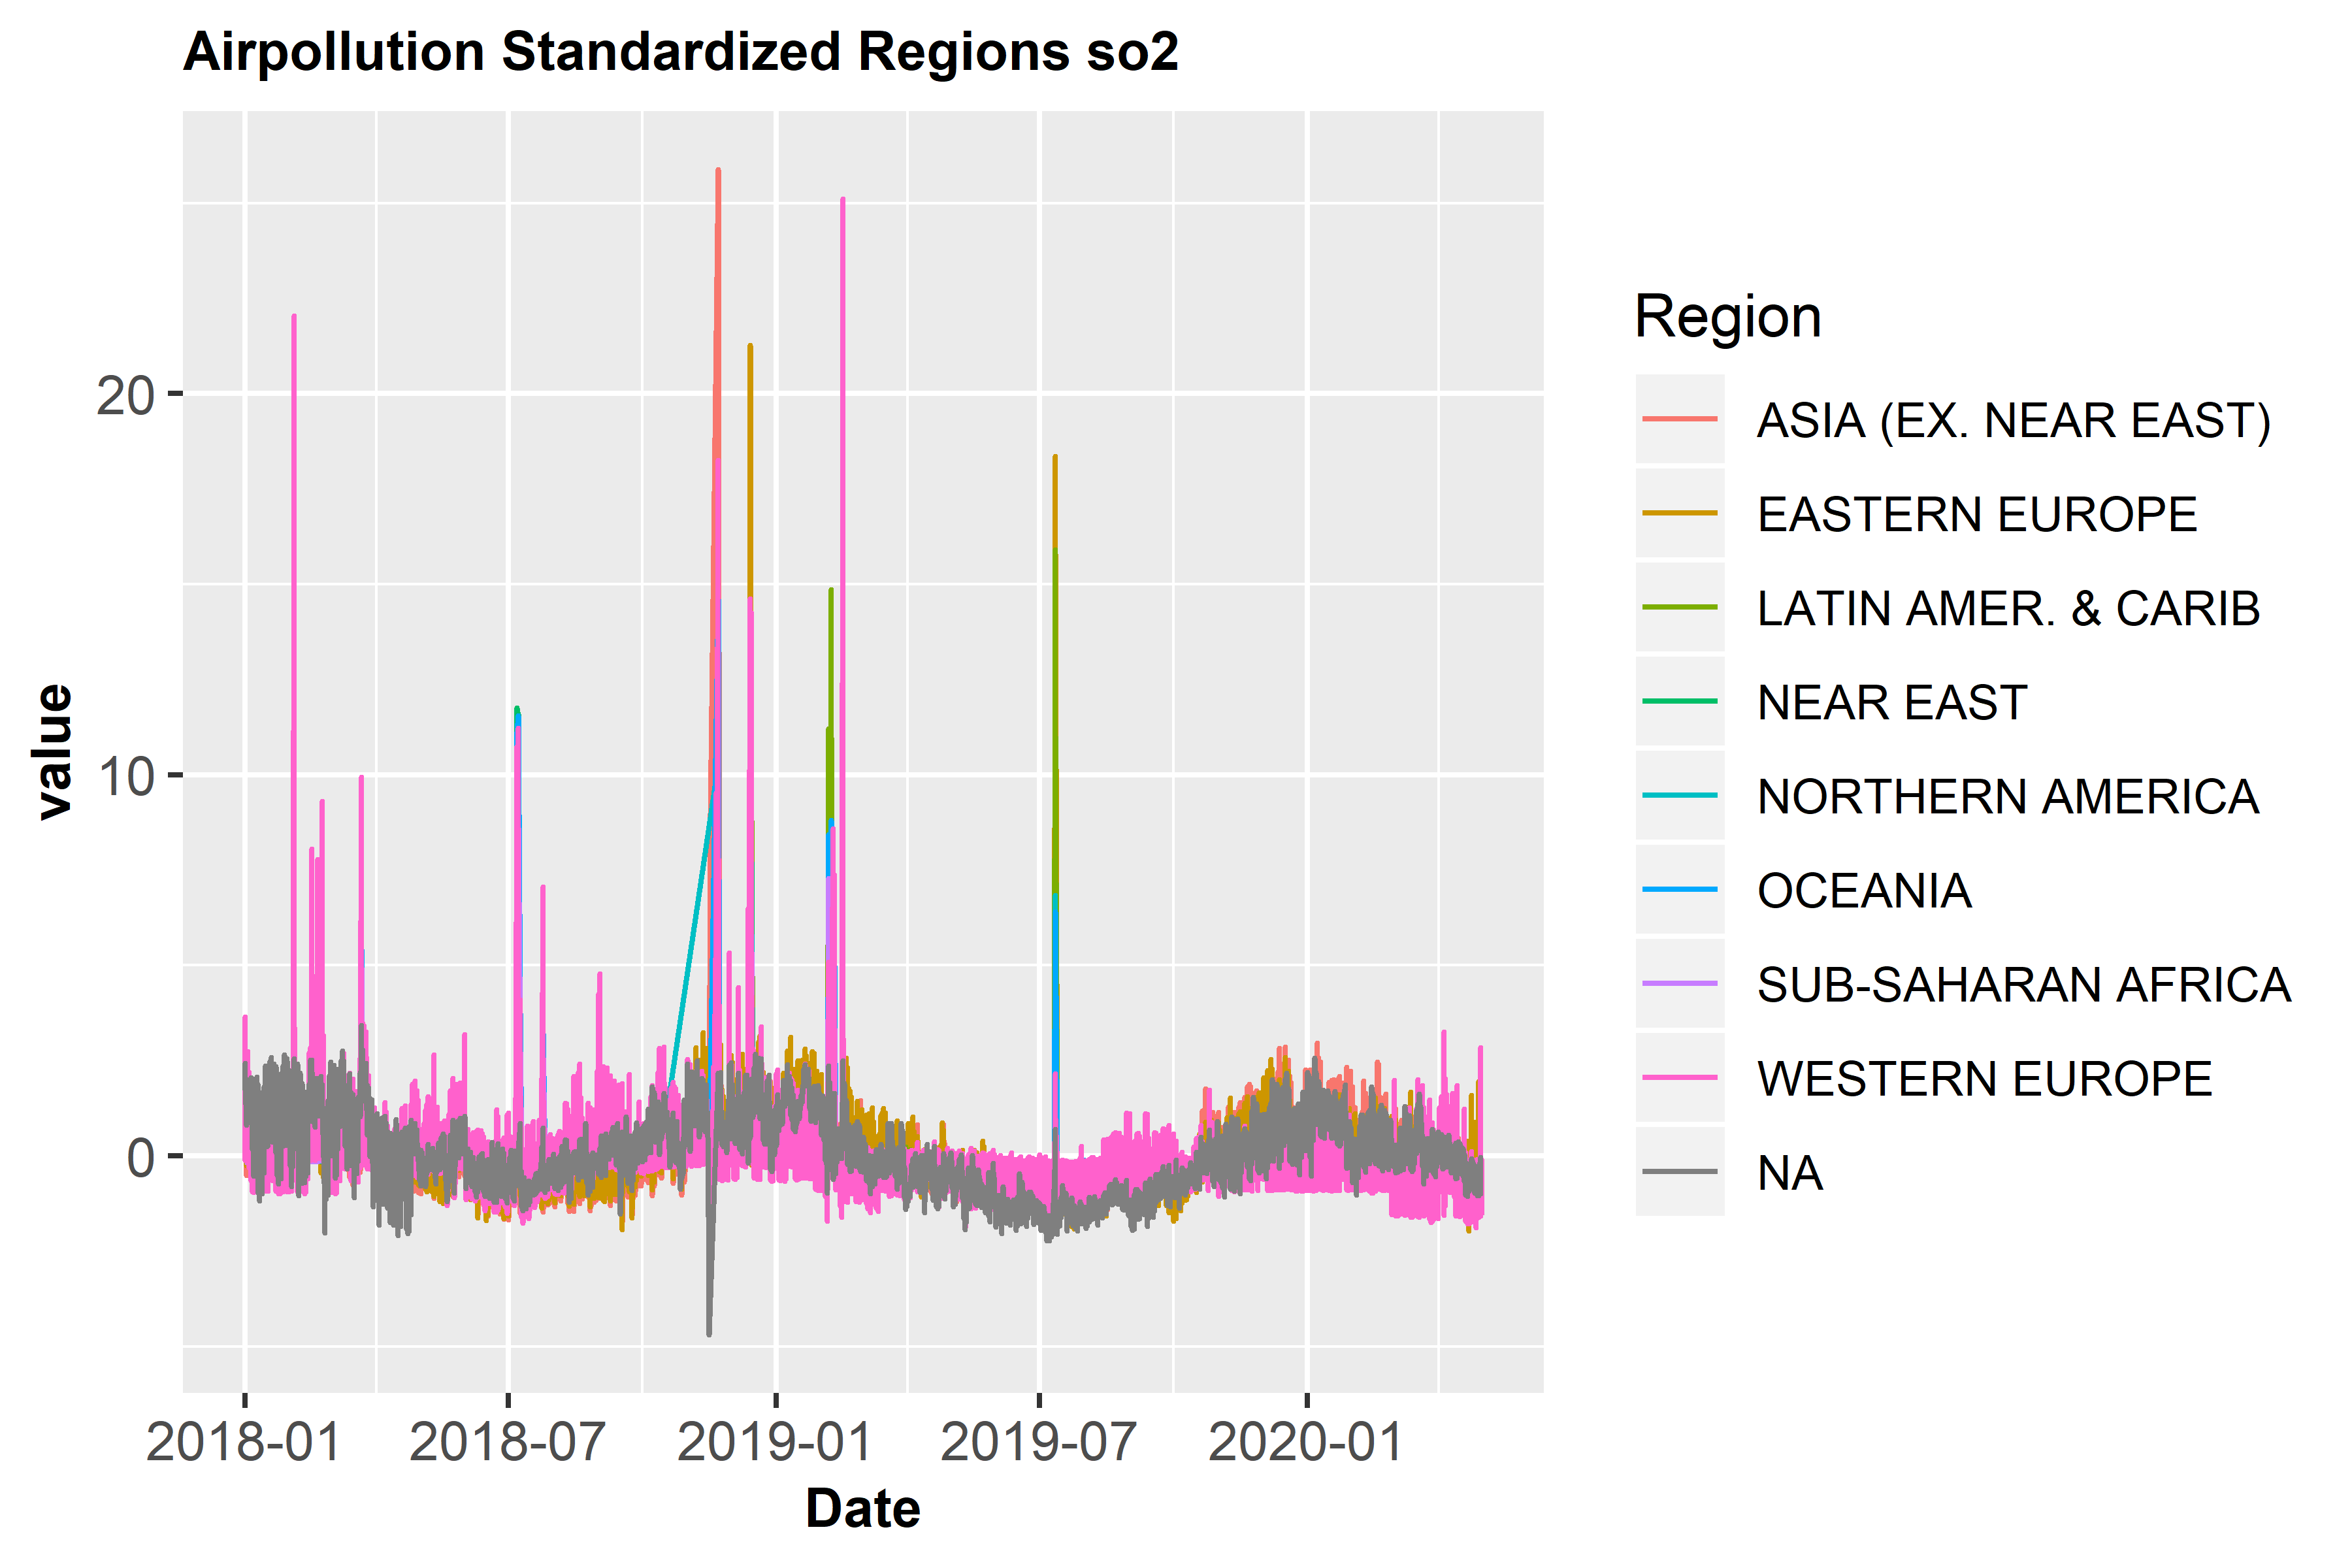 Airpollution Standardized Regions so2
20
10
0
value
2018-01
2018-07
2019-01
2019-07
2020-01
Date
Region
ASIA (EX. NEAR EAST)
EASTERN EUROPE
LATIN AMER. & CARIB
NEAR EAST
NORTHERN AMERICA
OCEANIA
SUB-SAHARAN AFRICA
WESTERN EUROPE
NA